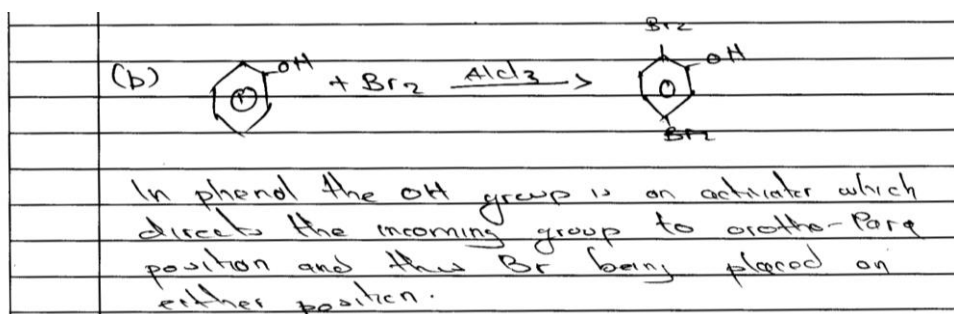 Br2
(b) OH + Br2 AlCl3 OH
Br2
In phenol the OH group is an activater which
directs the incoming group to orotho-Para
position and thus Br being placed on
either position.